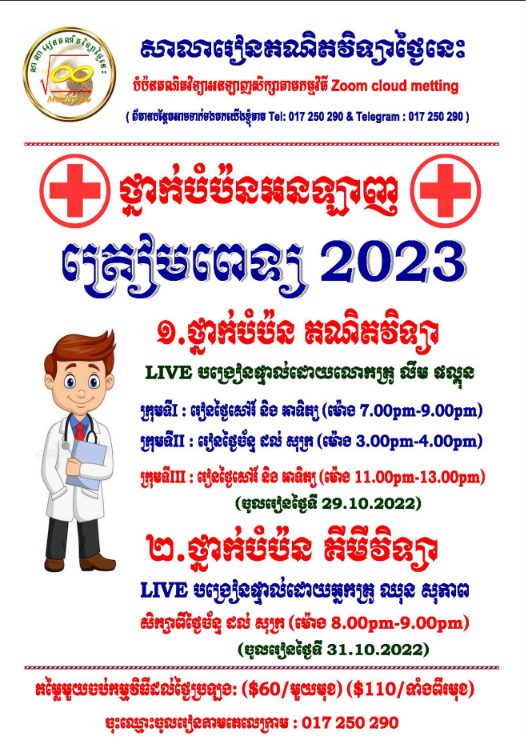 សាលារៀនគណិតវិទ្យាថ្ងៃនេះ
បំប៉នគណិតវិទ្យាអនឡាញសិក្សាតាមកម្មវិធី Zoom cloud metting
( ព័ត៌មានបន្ថែមអាចទាក់ទងមកយើងខ្ញុំតាម Tel: 017 250 290 & Telegram : 017 250 290 )
ថ្នាក់បំប៉នអនឡាញ
ត្រៀមពេទ្យ 2023
១.ថ្នាក់បំប៉ន គណិតវិទ្យា
LIVE បង្រៀនផ្ទាល់ដោយលោកគ្រូ លឹម ផល្គុន
ក្រុមទីI : រៀនថ្ងៃសៅរ៍ និង អាទិត្យ (ម៉ោង 7.00pm-9.00pm)
ក្រុមទីII : រៀនថ្ងៃច័ន្ទ ដល់ សុក្រ (ម៉ោង 3.00pm-4.00pm)
ក្រុមទីIII : រៀនថ្ងៃសៅរ៍ និង អាទិត្យ (ម៉ោង 11.00pm-13.00pm)
(ចូលរៀនថ្ងៃទី 29.10.2022)
២.ថ្នាក់បំប៉ន គីមីវិទ្យា
LIVE បង្រៀនផ្ទាល់ដោយអ្នកគ្រូ ឈុន សុភាព
សិក្សាពីថ្ងៃច័ន្ទ ដល់ សុក្រ (ម៉ោង 8.00pm-9.00pm)
(ចូលរៀនថ្ងៃទី 31.10.2022)
តម្លៃមួយចប់កម្មវិធីដល់ថ្ងៃប្រឡង: ($60/មួយមុខ) ($110/ទាំងពីរមុខ)
ចុះឈ្មោះចូលរៀនតាមតេលេក្រាម : 017 250 290